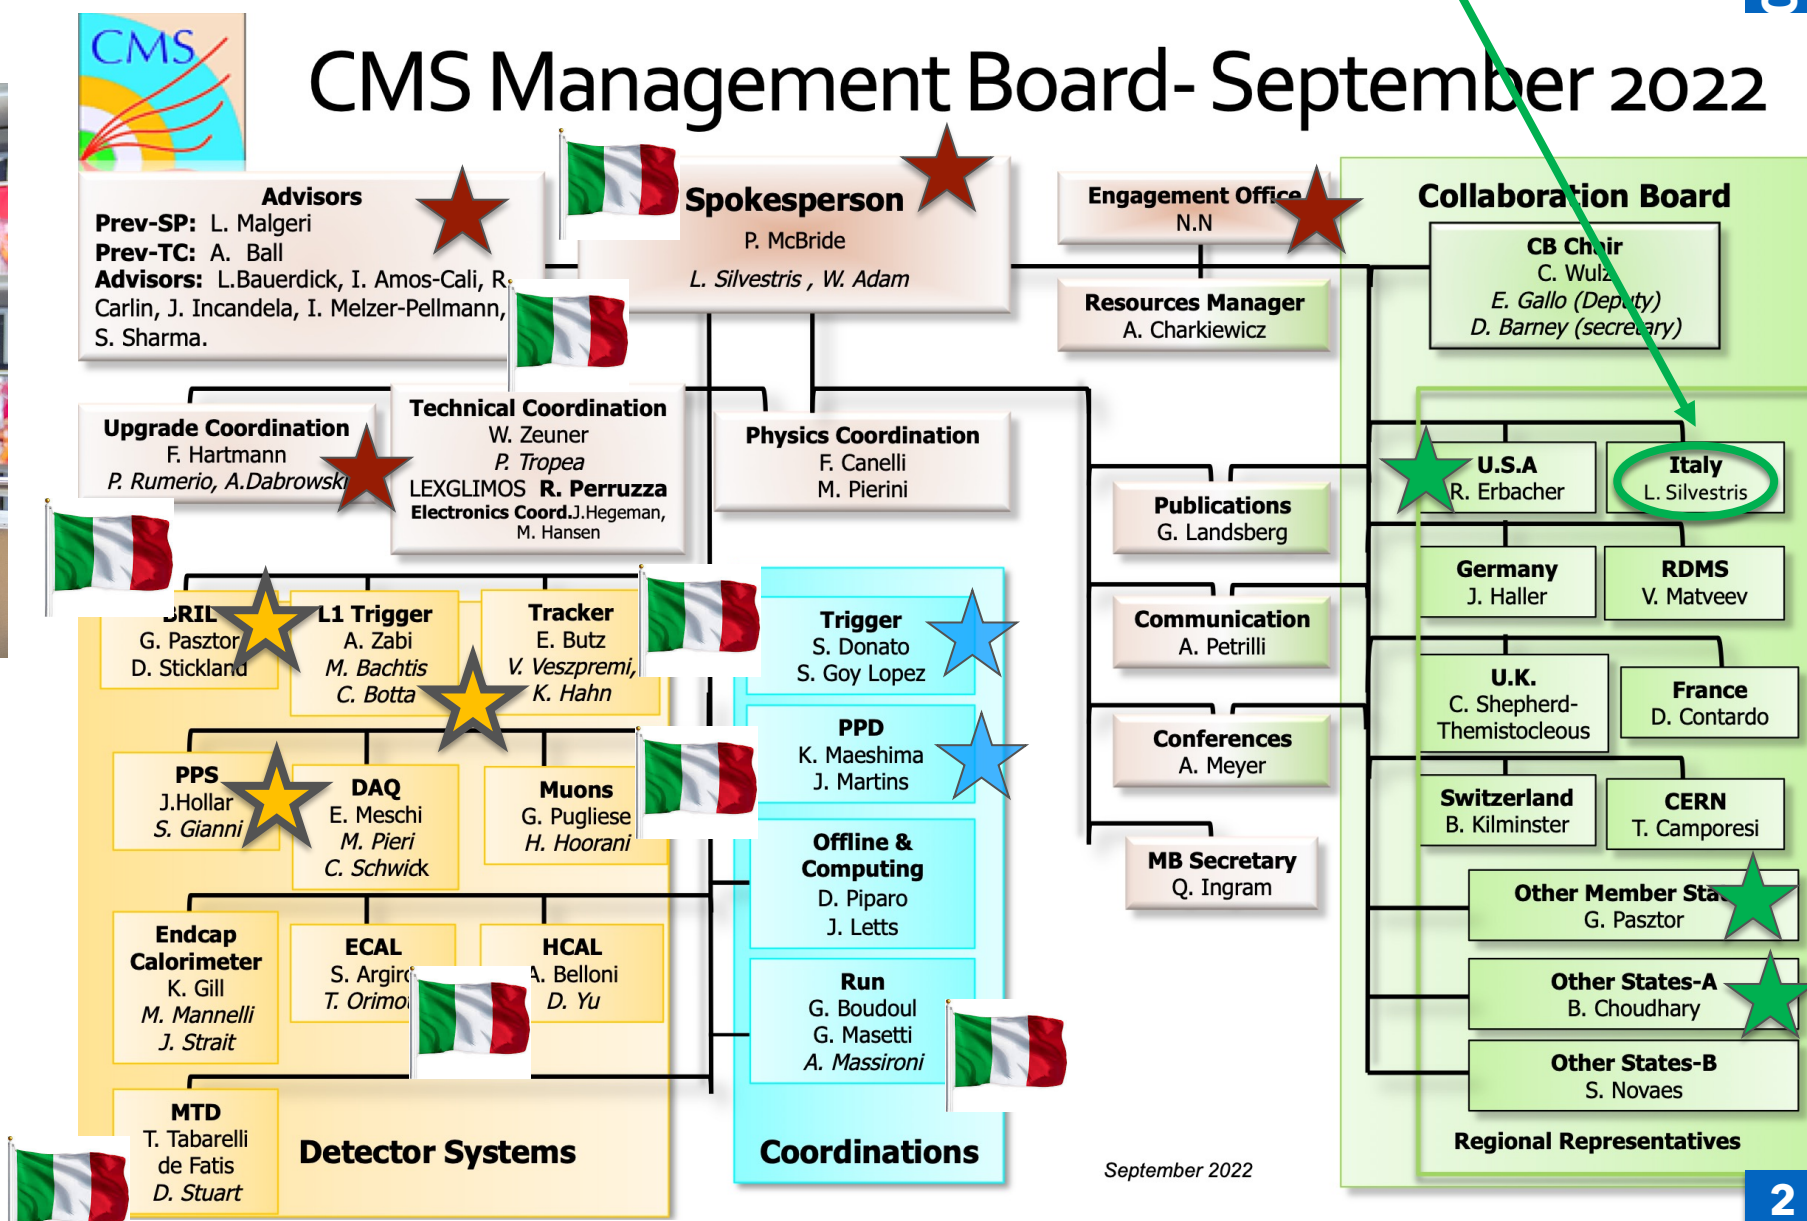 CMS
CMS Management Board- September 2022
Advisors
Prev-SP: L. Malgeri
Prev-TC: A. Ball
Advisors: L.Bauerdick, I. Amos-Cali, R.
Carlin, J. Incandela, I. Melzer-Pellmann,
S. Sharma.
Spokesperson
P. McBride
L. Silvestris , W. Adam
Engagement Office
N.N
Resources Manager
A. Charkiewicz
Collaboration Board
CB Chair
C. Wulz
E. Gallo (Deputy)
D. Barney (secretary)
Upgrade Coordination
F. Hartmann
P. Rumerio, A.Dabrowski
Technical Coordination
W. Zeuner
P. Tropea
LEXGLIMOS R. Perruzza
Electronics Coord.J.Hegeman,
M. Hansen
Physics Coordination
F. Canelli
M. Pierini
Publications
G. Landsberg
Communication
A. Petrilli
Conferences
A. Meyer
MB Secretary
Q. Ingram
U.S.A
R. Erbacher
Italy
L. Silvestris
Germany
J. Haller
RDMS
V. Matveev
U.K.
C. Shepherd-
Themistocleous
France
D. Contardo
Switzerland
B. Kilminster
CERN
T. Camporesi
Other Member
G. Pasztor
Other States-A
B. Choudhary
Other States-B
S. Novaes
Regional Representatives
BRIL
G. Pasztor
D. Stickland
L1 Trigger
A. Zabi
M. Bachtis
C. Botta
Tracker
E. Butz
V. Veszpremi,
K. Hahn
PPS
J.Hollar
S. Gianni
DAQ
E. Meschi
M. Pieri
C. Schwick
Muons
G. Pugliese
H. Hoorani
Endcap
Calorimeter
K. Gill
M. Mannelli
J. Strait
ECAL
S. Argiro
T.
HCAL
A. Belloni
D. Yu
MTD
T. Tabarelli
de Fatis
D. Stuart
Detector Systems
Trigger
S. Donato
S. Goy Lopez
PPD
K. Maeshima
J. Martins
Offline &
Computing
D. Piparo
J. Letts
Run
G. Boudoul
G. Masetti
A. Massironi
Coordinations
September 2022
2